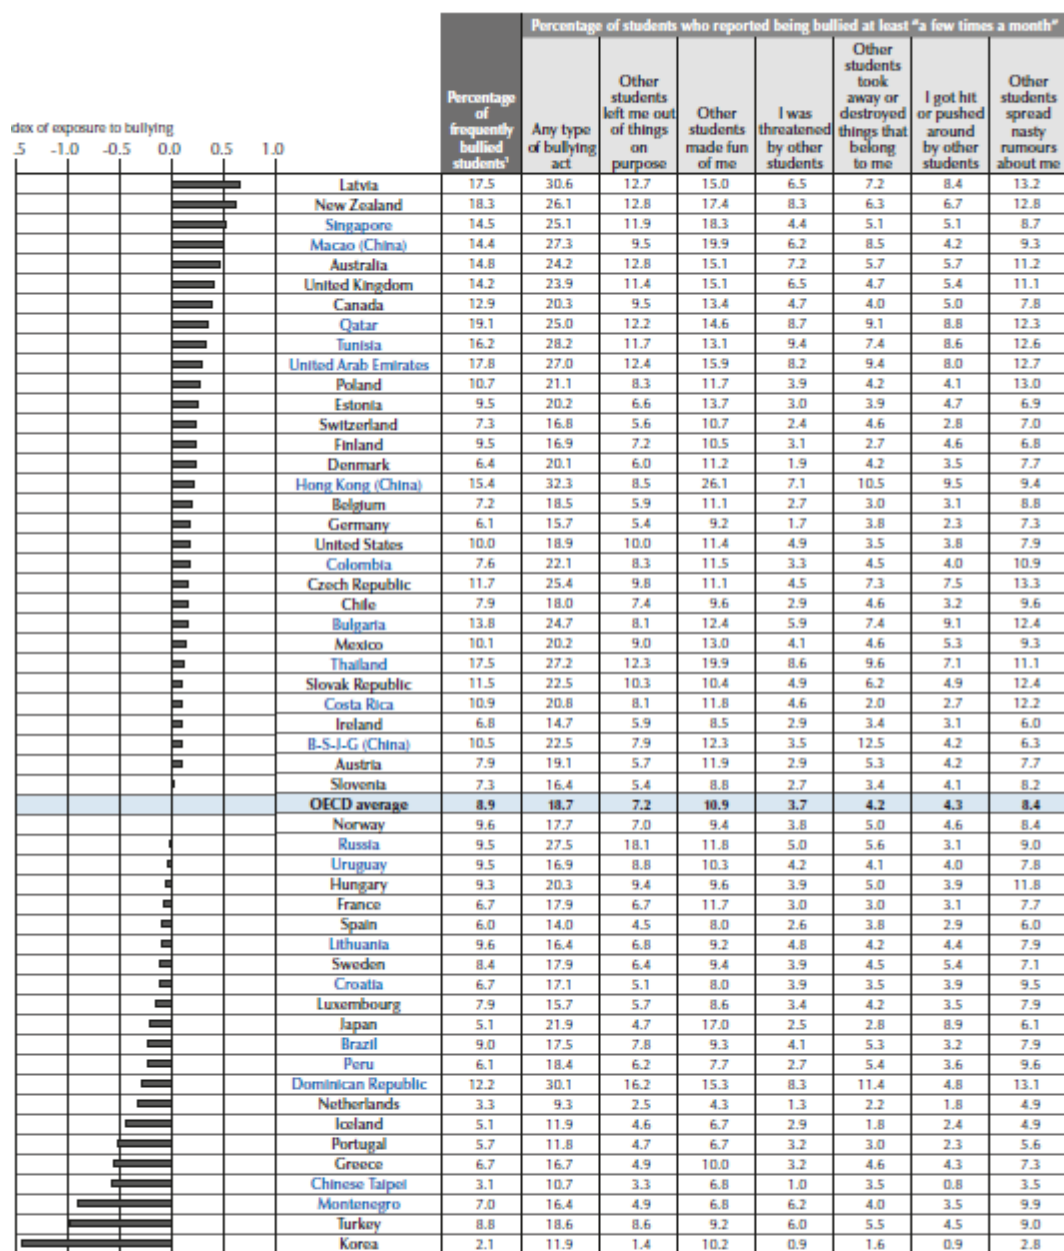 Percentage of students who reported being bullied at least "a few times a month"
Percentage of frequently bullied students¹
Any type of bullying act
Other students left me out of things on purpose
Other students made fun of me
I was threatened by other students
Other students took away or destroyed things that belong to me
I got hit or pushed around by other students
Other students spread nasty rumours about me
dex of exposure to bullying
.5 -1.0 -0.5 0.0 0.5 1.0
Latvia 17.5 30.6 12.7 15.0 6.5 7.2 8.4 13.2
New Zealand 18.3 26.1 12.8 17.4 8.3 6.3 6.7 12.8
Singapore 14.5 25.1 11.9 18.3 4.4 5.1 5.1 8.7
Macao (China) 14.4 27.3 9.5 19.9 6.2 8.5 4.2 9.3
Australia 14.8 24.2 12.8 15.1 7.2 5.7 5.7 11.2
United Kingdom 14.2 23.9 11.4 15.1 6.5 4.7 5.4 11.1
Canada 12.9 20.3 9.5 13.4 4.7 4.0 5.0 7.8
Qatar 19.1 25.0 12.2 14.6 8.7 9.1 8.8 12.3
Tunisia 16.2 28.2 11.7 13.1 9.4 7.4 8.6 12.6
United Arab Emirates 17.8 27.0 12.4 15.9 8.2 9.4 8.0 12.7
Poland 10.7 21.1 8.3 11.7 3.9 4.2 4.1 13.0
Estonia 9.5 20.2 6.6 13.7 3.0 3.9 4.7 6.9
Switzerland 7.3 16.8 5.6 10.7 2.4 4.6 2.8 7.0
Finland 9.5 16.9 7.2 10.5 3.1 2.7 4.6 6.8
Denmark 6.4 20.1 6.0 11.2 1.9 4.2 3.5 7.7
Hong Kong (China) 15.4 32.3 8.5 26.1 7.1 10.5 9.5 9.4
Belgium 7.2 18.5 5.9 11.1 2.7 3.0 3.1 8.8
Germany 6.1 15.7 5.4 9.2 1.7 3.8 2.3 7.3
United States 10.0 18.9 10.0 11.4 4.9 3.5 3.8 7.9
Colombia 7.6 22.1 8.3 11.5 3.3 4.5 4.0 10.9
Czech Republic 11.7 25.4 9.8 11.1 4.5 7.3 7.5 13.3
Chile 7.9 18.0 7.4 9.6 2.9 4.6 3.2 9.6
Bulgaria 13.8 24.7 8.1 12.4 5.9 7.4 9.1 12.4
Mexico 10.1 20.2 9.0 13.0 4.1 4.6 5.3 9.3
Thailand 17.5 27.2 12.3 19.9 8.6 9.6 7.1 11.1
Slovak Republic 11.5 22.5 10.3 10.4 4.9 6.2 4.9 12.4
Costa Rica 10.9 20.8 8.1 11.8 4.6 2.0 2.7 12.2
Ireland 6.8 14.7 5.9 8.5 2.9 3.4 3.1 6.0
B-S-J-G (China) 10.5 22.5 7.9 12.3 3.5 12.5 4.2 6.3
Austria 7.9 19.1 5.7 11.9 2.9 5.3 4.2 7.7
Slovenia 7.3 16.4 5.4 8.8 2.7 3.4 4.1 8.2
OECD average 8.9 18.7 7.2 10.9 3.7 4.2 4.3 8.4
Norway 9.6 17.7 7.0 9.4 3.8 5.0 4.6 8.4
Russia 9.5 27.5 18.1 11.8 5.0 5.6 3.1 9.0
Uruguay 9.5 16.9 8.8 10.3 4.2 4.1 4.0 7.8
Hungary 9.3 20.3 9.4 9.6 3.9 5.0 3.9 11.8
France 6.7 17.9 6.7 11.7 3.0 3.0 3.1 7.7
Spain 6.0 14.0 4.5 8.0 2.6 3.8 2.9 6.0
Lithuania 9.6 16.4 6.8 9.2 4.8 4.2 4.4 7.9
Sweden 8.4 17.9 6.4 9.4 3.9 4.5 5.4 7.1
Croatia 6.7 17.1 5.1 8.0 3.9 3.5 3.9 9.5
Luxembourg 7.9 15.7 5.7 8.6 3.4 4.2 3.5 7.9
Japan 5.1 21.9 4.7 17.0 2.5 2.8 8.9 6.1
Brazil 9.0 17.5 7.8 9.3 4.1 5.3 3.2 7.9
Peru 6.1 18.4 6.2 7.7 2.7 5.4 3.6 9.6
Dominican Republic 12.2 30.1 16.2 15.3 8.3 11.4 4.8 13.1
Netherlands 3.3 9.3 2.5 4.3 1.3 2.2 1.8 4.9
Iceland 5.1 11.9 4.6 6.7 2.9 1.8 2.4 4.9
Portugal 5.7 11.8 4.7 6.7 3.2 3.0 2.3 5.6
Greece 6.7 16.7 4.9 10.0 3.2 4.6 4.3 7.3
Chinese Taipei 3.1 10.7 3.3 6.8 1.0 3.5 0.8 3.5
Montenegro 7.0 16.4 4.9 6.8 6.2 4.0 3.5 9.9
Turkey 8.8 18.6 8.6 9.2 6.0 5.5 4.5 9.0
Korea 2.1 11.9 1.4 10.2 0.9 1.6 0.9 2.8